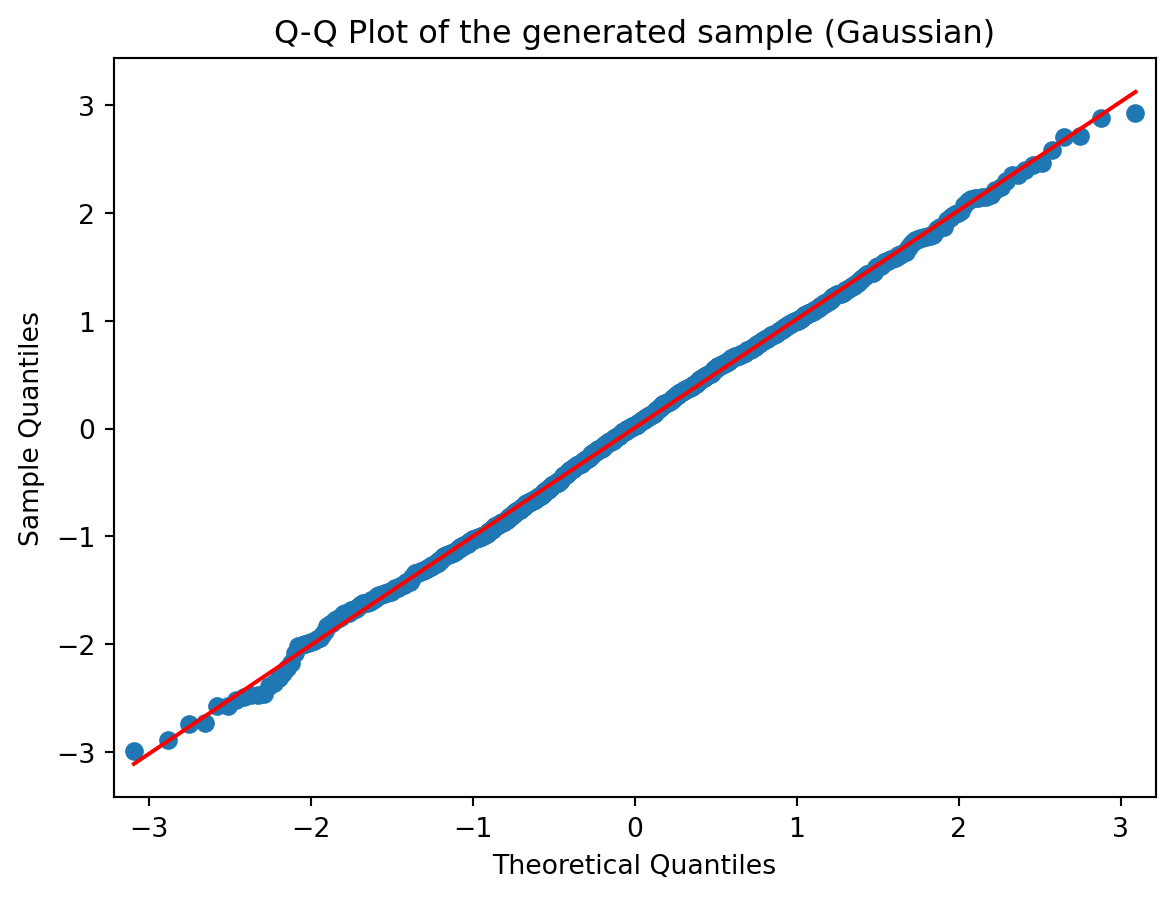 Q-Q Plot of the generated sample (Gaussian)
3
2
1
0
−1
−2
−3
Sample Quantiles
−3 −2 −1 0 1 2 3
Theoretical Quantiles